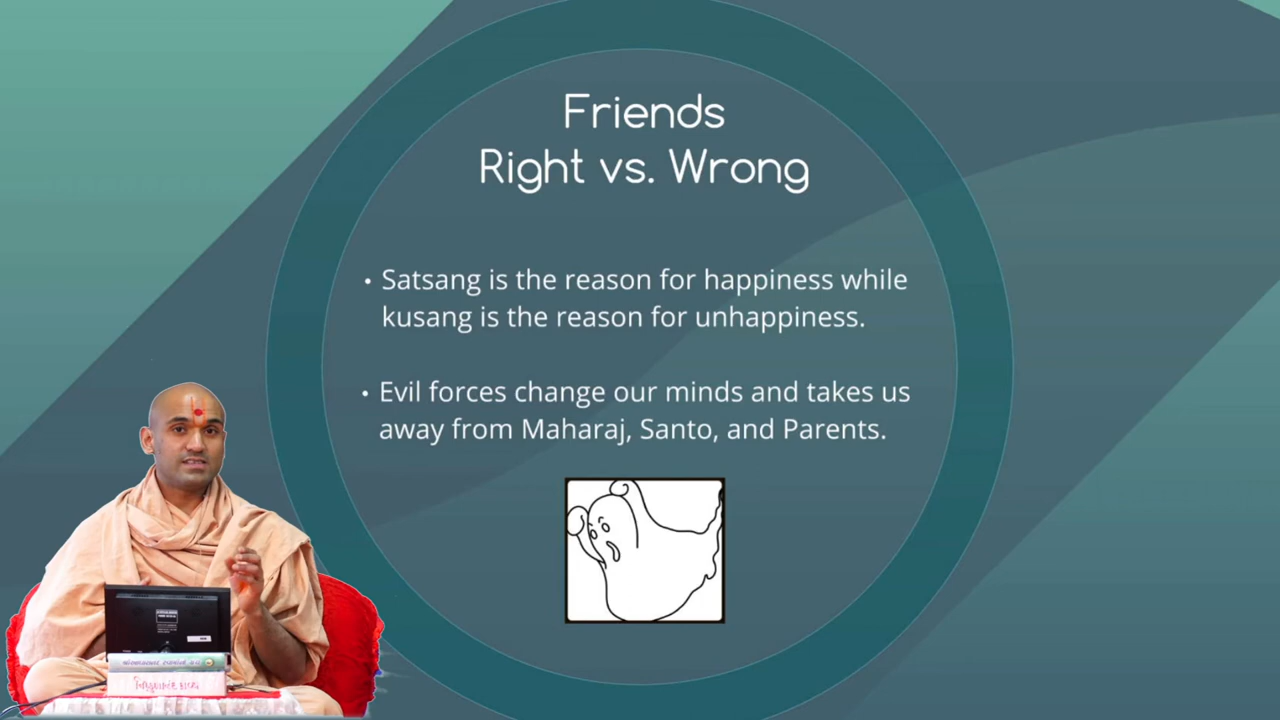 Friends
Right vs. Wrong
• Satsang is the reason for happiness while
kusang is the reason for unhappiness.
• Evil forces change our minds and takes us
away from Maharaj, Santo, and Parents.